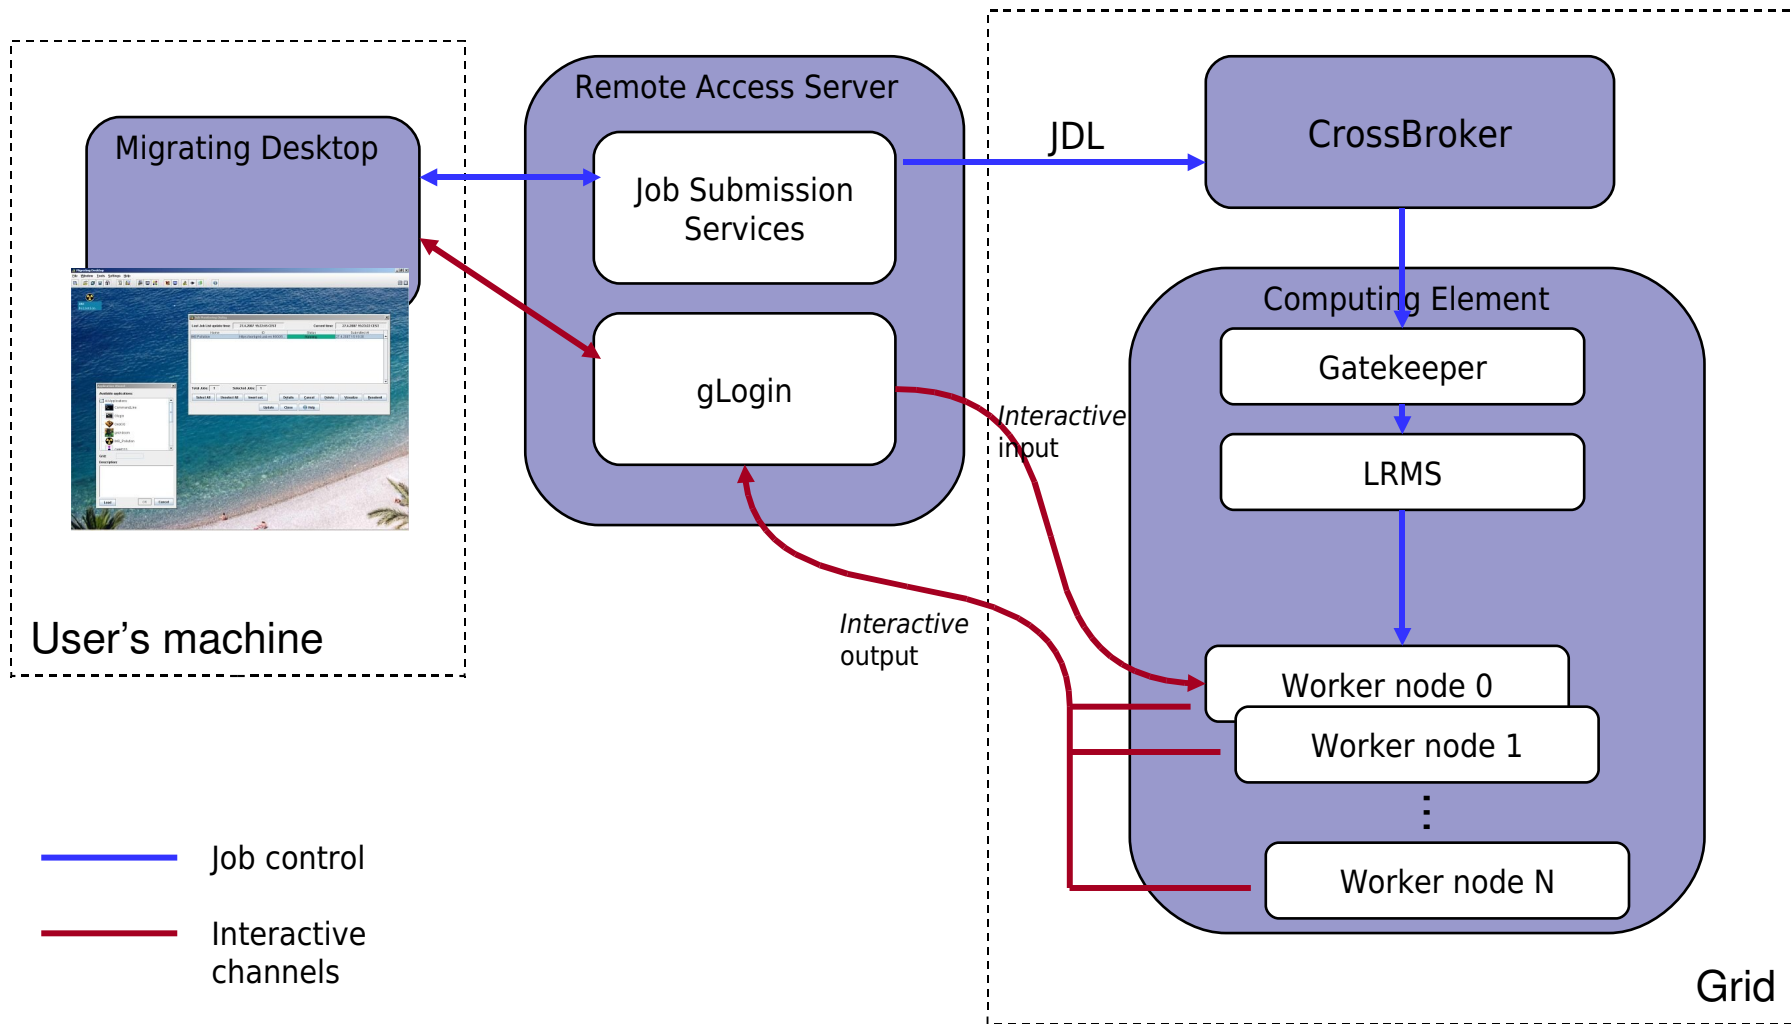 Remote Access Server
Migrating Desktop
JDL
CrossBroker
Job Submission
Services
Computing Element
Gatekeeper
gLogin
Interactive
input
LRMS
Interactive
output
User’s machine
Worker node 0
Worker node 1
⋮
Worker node N
Job control
Interactive
channels
Grid